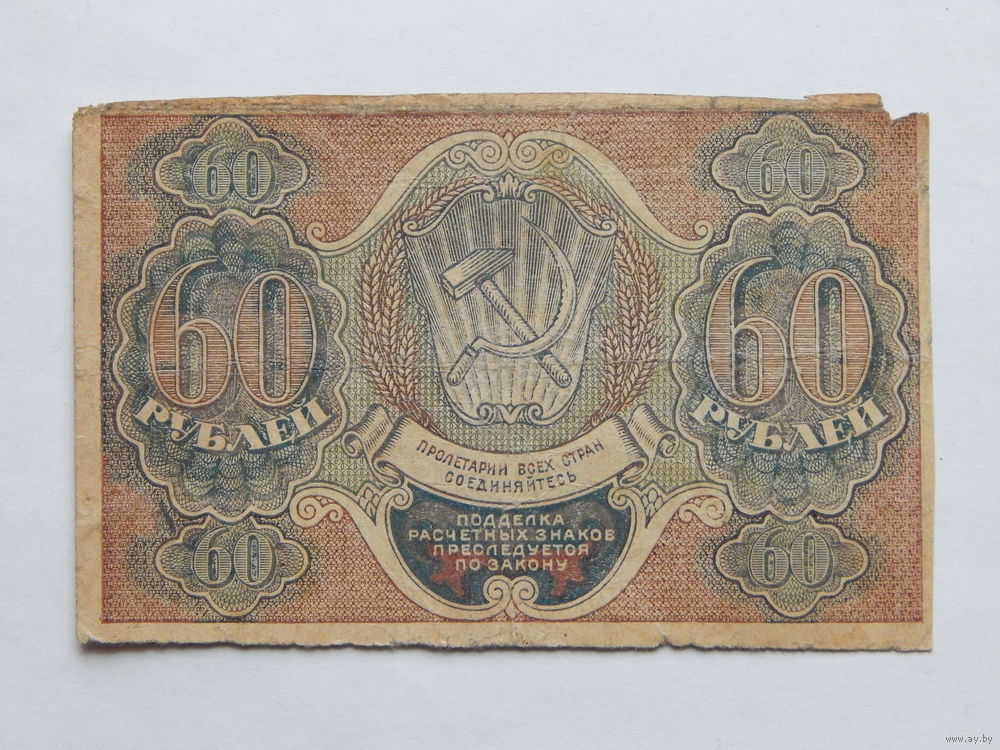 60 60
60 60
РУБЛЕЙ РУБЛЕЙ
ПРОЛЕТАРИИ ВСЕХ СТРАН
СОЕДИНЯЙТЕСЬ
ПОДДЕЛКА
РАСЧЕТНЫХ ЗНАКОВ
ПРЕСЛЕДУЕТСЯ
ПО ЗАКОНУ
60 60
www.ay.by